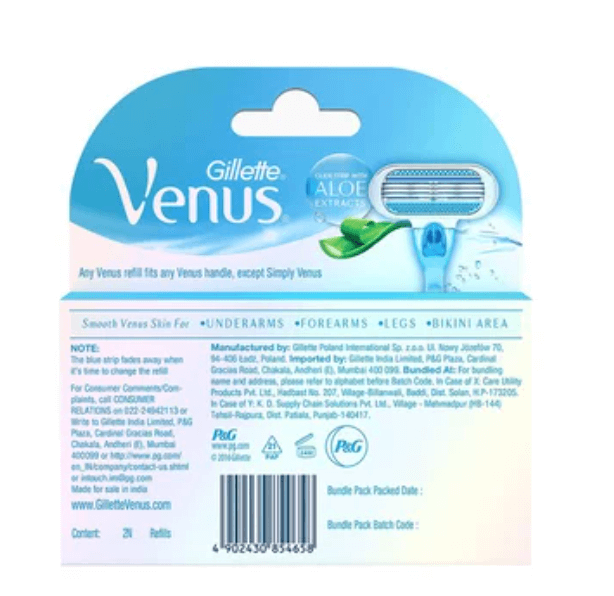 Gillette
Venus
GLIDE STRIP WITH
ALOE
EXTRACTS
Any Venus refill fits any Venus handle, except Simply Venus
Smooth Venus Skin For •UNDERARMS •FOREARMS •LEGS •BIKINI AREA
NOTE:
The blue strip fades away when
it's time to change the refill
For Consumer Comments/Com-
plaints, call CONSUMER
RELATIONS on 022-24942113 or
Write to Gillette India Limited, P&G
Plaza, Cardinal Gracias Road,
Chakala, Andheri (E), Mumbai
400099 or http://www.pg.com/
en_IN/company/contact-us.shtml
or intouch.im@pg.com
Made for sale in india
www.GilletteVenus.com
Content: 2N Refills
Manufactured by: Gillette Poland International Sp. z.o.o. Ul. Nowy Józefów 70,
94-406 Łodz, Poland. Imported by: Gillette India Limited, P&G Plaza, Cardinal
Gracias Road, Chakala, Andheri (E), Mumbai 400 099. Bundled At: For bundling
name and address, please refer to alphabet before Batch Code. In Case of X: Care Utility
Products Pvt. Ltd., Hadbast No. 207, Village-Billanwali, Baddi, Dist. Solan, H.P-173205.
In Case of Y: K. D. Supply Chain Solutions Pvt. Ltd., Village - Mehmadpur (HB-144)
Tehsil-Rajpura, Dist. Patiala, Punjab-140417.
P&G
www.pg.com
© 2016 Gillette
21
PAP
P&G
Bundle Pack Packed Date :
Bundle Pack Batch Code :
4 902430 854658